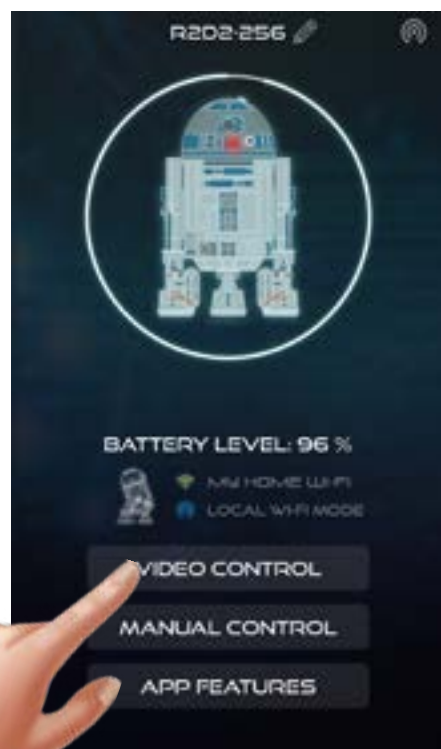 R2D2-256
BATTERY LEVEL: 96 %
MY HOME WI-FI
LOCAL WI-FI MODE
VIDEO CONTROL
MANUAL CONTROL
APP FEATURES